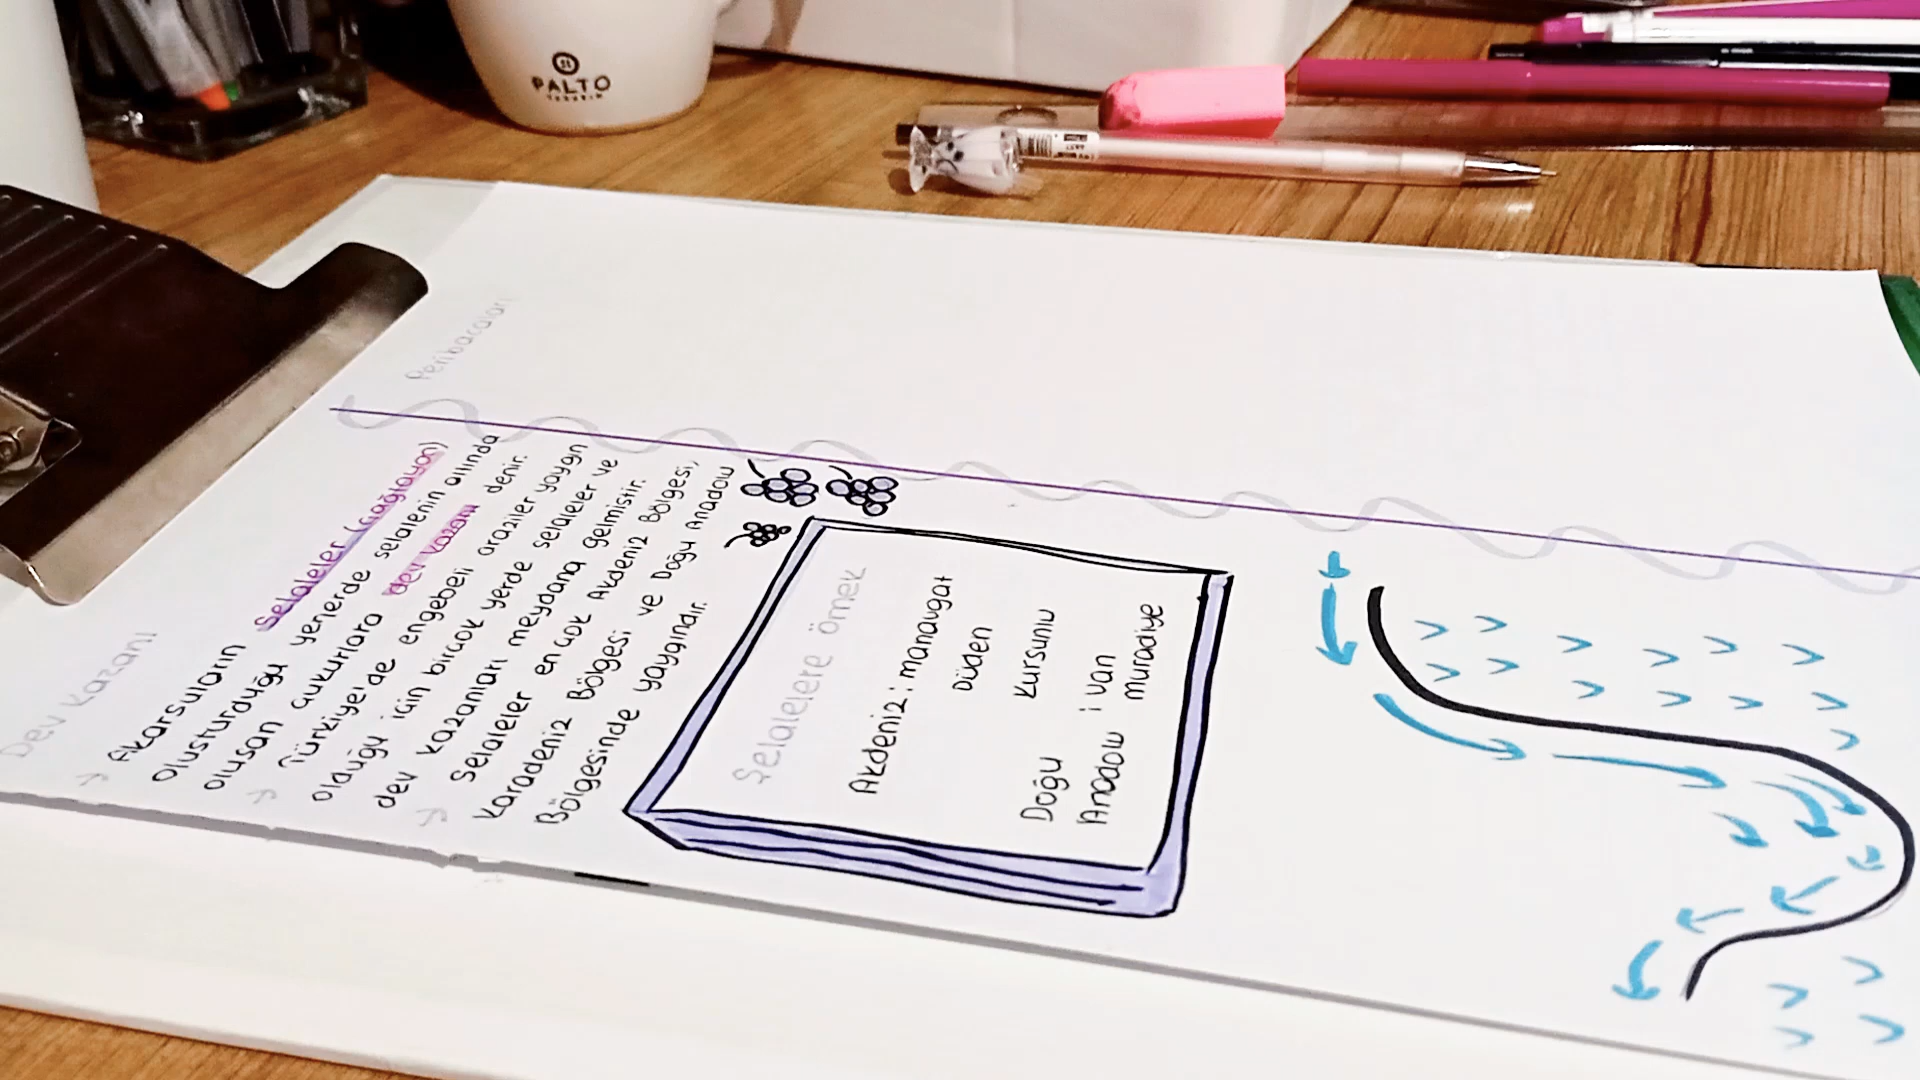 PALTO
TASARIM
Peribacaları
Dev Kazanı
→ Akarsuların Şelaleler (çağlayan)
oluşturduğu yerlerde şelalenin altında
oluşan çukurlara dev kazanı denir.
→ Türkiye'de engebeli araziler yaygın
olduğu için birçok yerde şelaleler ve
dev kazanları meydana gelmiştir.
→ Şelaleler en çok Akdeniz Bölgesi,
Karadeniz Bölgesi ve Doğu Anadolu
Bölgesinde yaygındır.
Şelalelere Örnek
Akdeniz : manavgat
Düden
Kurşunlu
Doğu
Anadolu : Van
muradiye